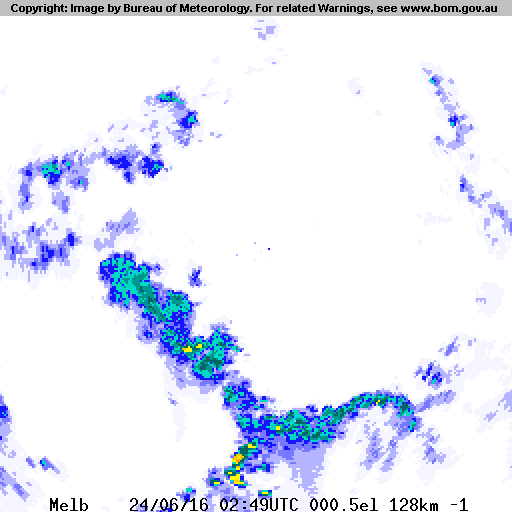 Copyright: Image by Bureau of Meteorology. For related Warnings, see www.bom.gov.au
Melb 24/06/16 02:49UTC 000.5el 128km -1